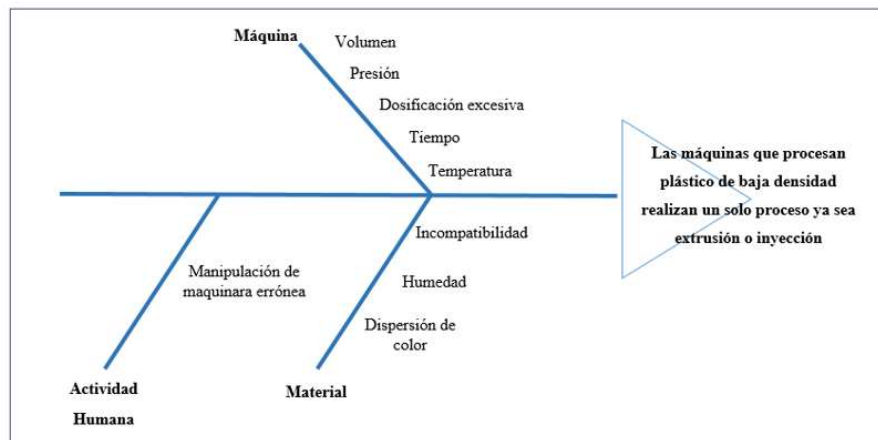 Máquina
Volumen
Presión
Dosificación excesiva
Tiempo
Temperatura
Las máquinas que procesan
plástico de baja densidad
realizan un solo proceso ya sea
extrusión o inyección
Incompatibilidad
Humedad
Dispersión de
color
Material
Manipulación de
maquinara errónea
Actividad
Humana